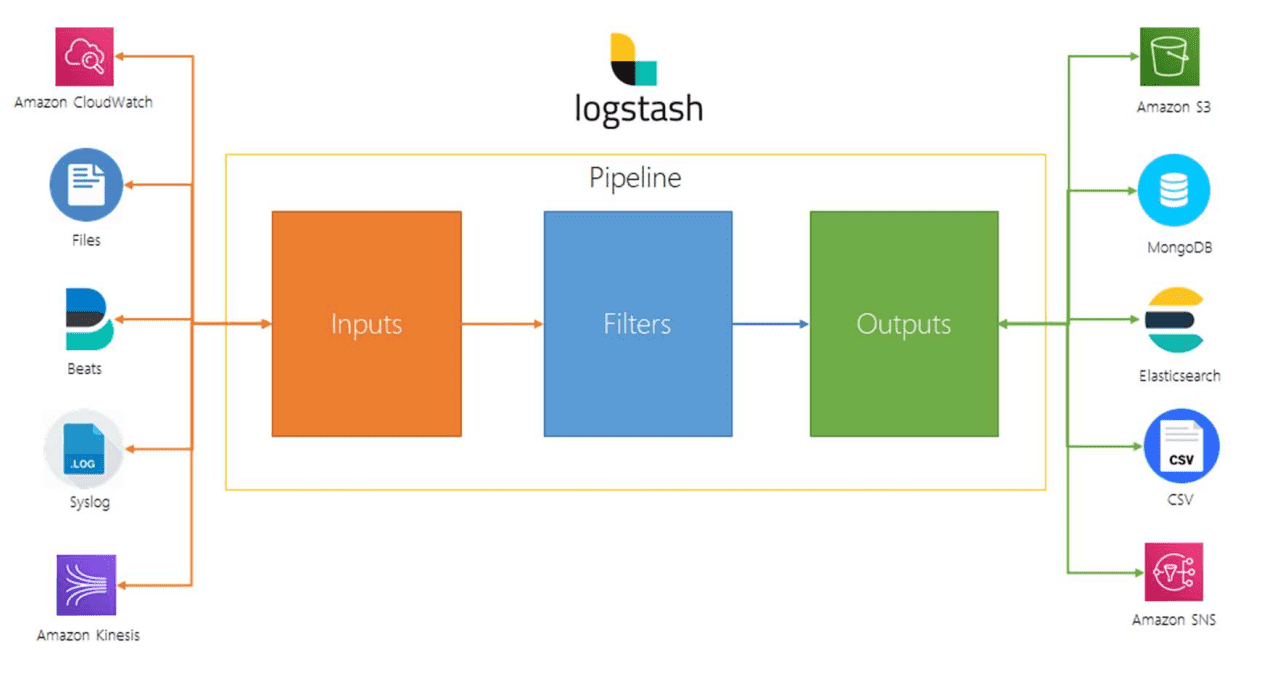 logstash
Amazon CloudWatch
Files
Beats
.LOG
Syslog
Amazon Kinesis
Pipeline
Inputs
Filters
Outputs
Amazon S3
MongoDB
Elasticsearch
CSV
CSV
Amazon SNS